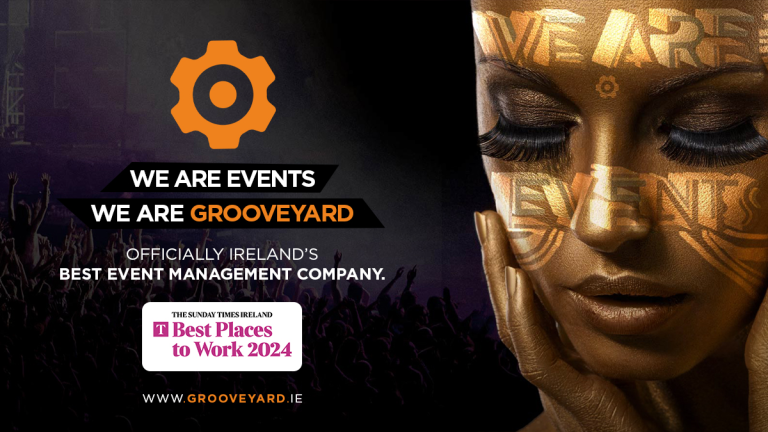 WE ARE EVENTS
WE ARE GROOVEYARD
OFFICIALLY IRELAND'S
BEST EVENT MANAGEMENT COMPANY.
THE SUNDAY TIMES IRELAND
T Best Places
to Work 2024
WWW.GROOVEYARD.IE
WE ARE
EVENTS